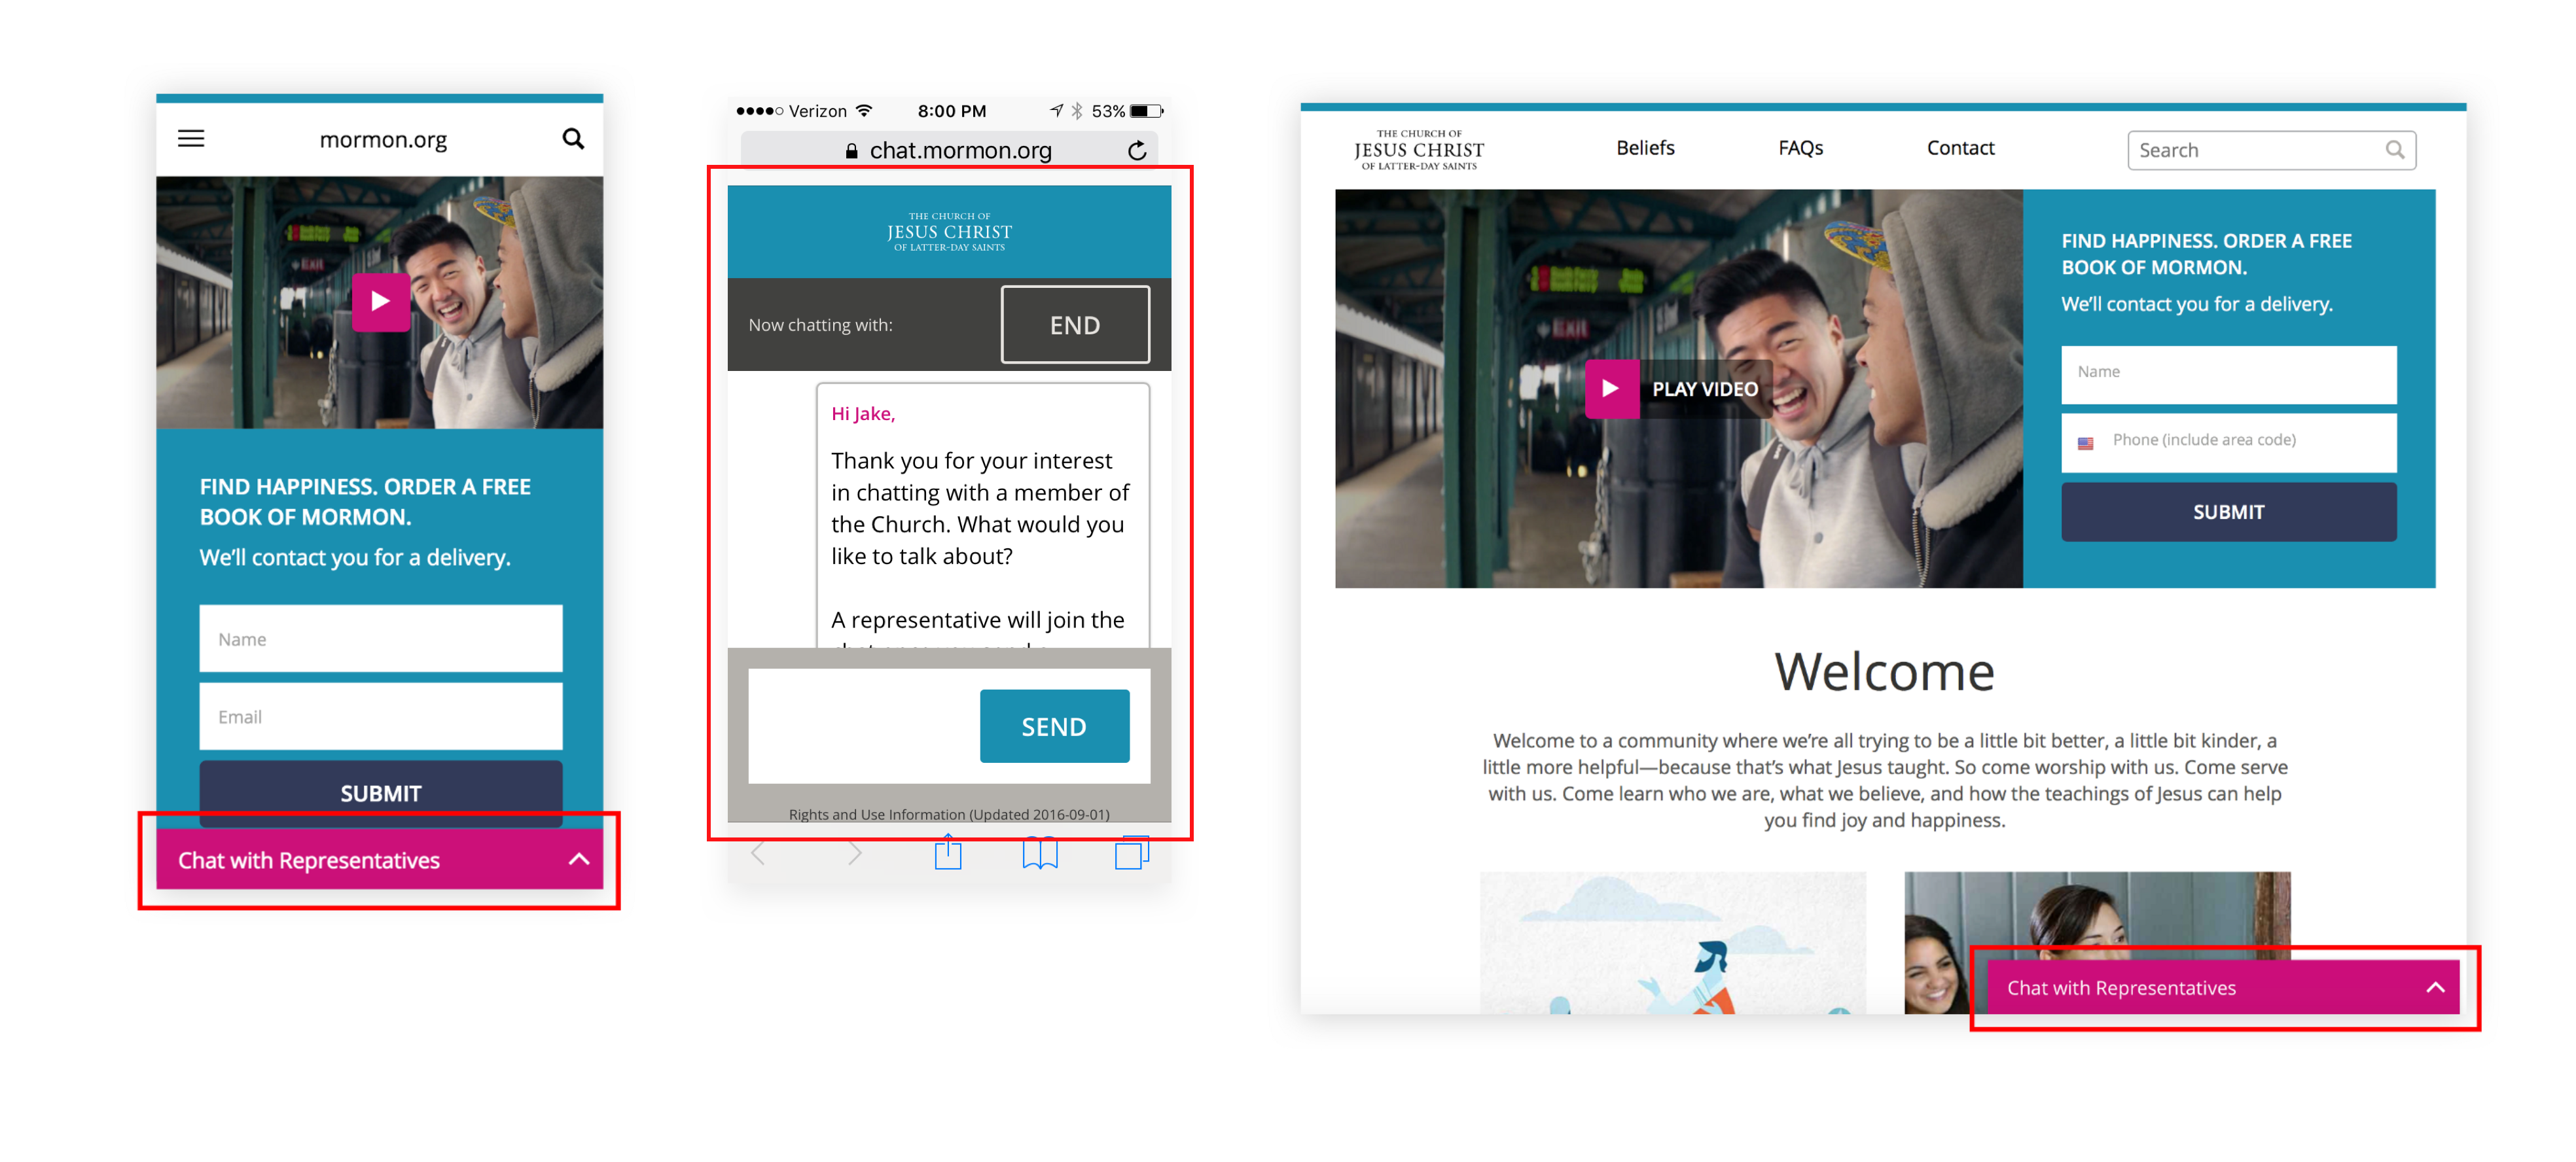 mormon.org
EXIT
FIND HAPPINESS. ORDER A FREE
BOOK OF MORMON.
We'll contact you for a delivery.
Name
Email
SUBMIT
Chat with Representatives
Verizon 8:00 PM 53%
chat.mormon.org
THE CHURCH OF
JESUS CHRIST
OF LATTER-DAY SAINTS
Now chatting with:
END
Hi Jake,
Thank you for your interest
in chatting with a member of
the Church. What would you
like to talk about?
A representative will join the
SEND
Rights and Use Information (Updated 2016-09-01)
THE CHURCH OF
JESUS CHRIST
OF LATTER-DAY SAINTS
Beliefs FAQs Contact
Search
EXIT
PLAY VIDEO
FIND HAPPINESS. ORDER A FREE
BOOK OF MORMON.
We'll contact you for a delivery.
Name
Phone (include area code)
SUBMIT
Welcome
Welcome to a community where we're all trying to be a little bit better, a little bit kinder, a
little more helpful—because that's what Jesus taught. So come worship with us. Come serve
with us. Come learn who we are, what we believe, and how the teachings of Jesus can help
you find joy and happiness.
Chat with Representatives